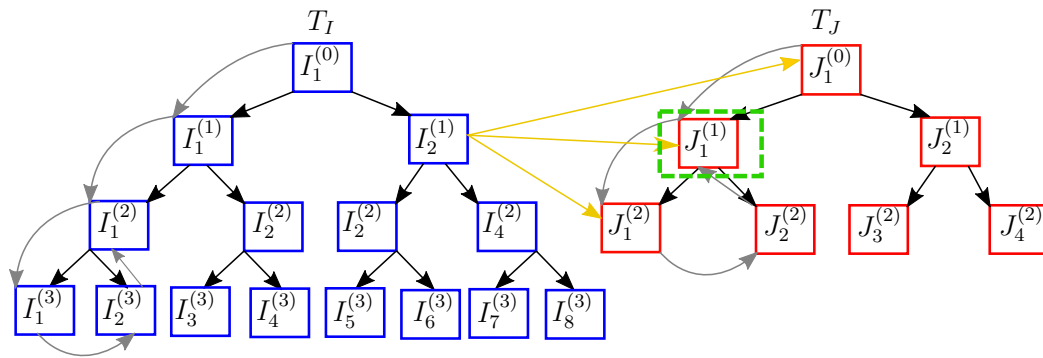 T_I T_J
I_1^{(0)} J_1^{(0)}
I_1^{(1)} I_2^{(1)} J_1^{(1)} J_2^{(1)}
I_1^{(2)} I_2^{(2)} I_2^{(2)} I_4^{(2)} J_1^{(2)} J_2^{(2)} J_3^{(2)} J_4^{(2)}
I_1^{(3)} I_2^{(3)} I_3^{(3)} I_4^{(3)} I_5^{(3)} I_6^{(3)} I_7^{(3)} I_8^{(3)}